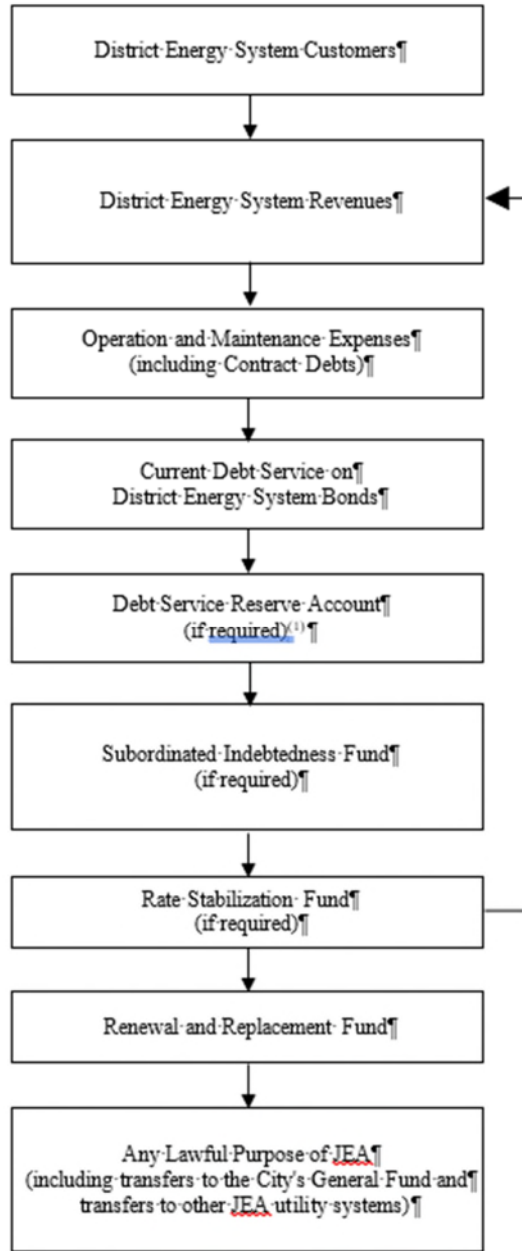 District·Energy·System·Customers¶
District·Energy·System·Revenues¶
Operation·and·Maintenance·Expenses¶
(including·Contract·Debts)¶
Current·Debt·Service·on¶
District·Energy·System·Bonds¶
Debt·Service·Reserve·Account¶
(if·required)⁽¹⁾¶
Subordinated·Indebtedness·Fund¶
(if·required)¶
Rate·Stabilization·Fund¶
(if·required)¶
Renewal·and·Replacement·Fund¶
Any·Lawful·Purpose·of·JEA¶
(including·transfers·to·the·City's·General·Fund·and¶
transfers·to·other·JEA·utility·systems)¶